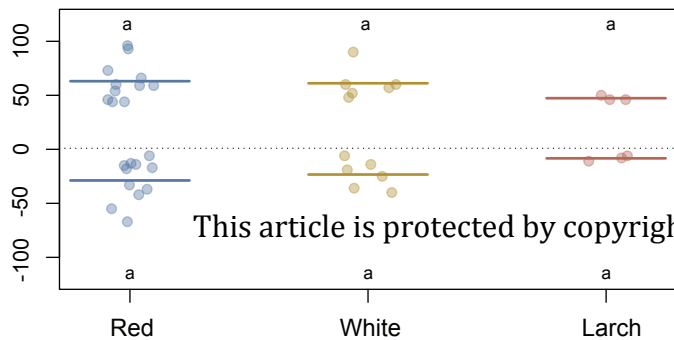 a a a
100
50
0
-50
This article is protected by
-100
a a a
Red White Larch